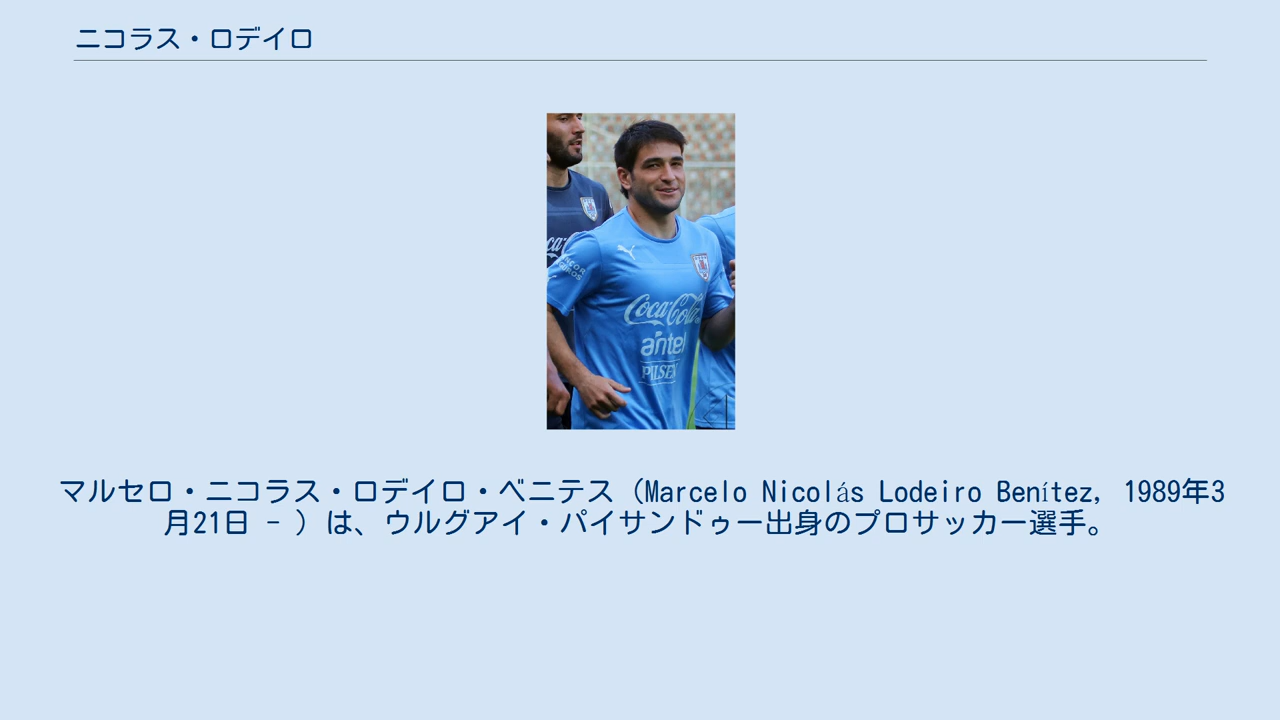 ニコラス・ロデイロ
Coca-Cola
antel
PILSEN
マルセロ・ニコラス・ロデイロ・ベニテス（Marcelo Nicolás Lodeiro Benítez, 1989年3
月21日 - ）は、ウルグアイ・パイサンドゥー出身のプロサッカー選手。